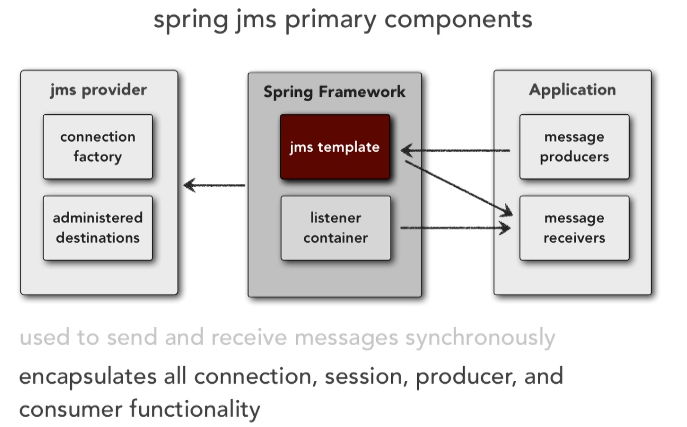 spring jms primary components
jms provider
connection
factory
administered
destinations
Spring Framework
jms template
listener
container
Application
message
producers
message
receivers
used to send and receive messages synchronously
encapsulates all connection, session, producer, and
consumer functionality